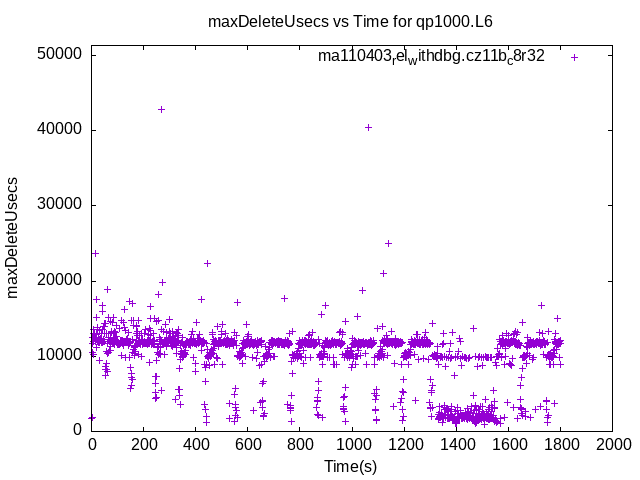 maxDeleteUsecs vs Time for qp1000.L6
ma110403relwithdbg.cz11bc8r32
50000
40000
30000
20000
10000
0
maxDeleteUsecs
0 200 400 600 800 1000 1200 1400 1600 1800 2000
Time(s)